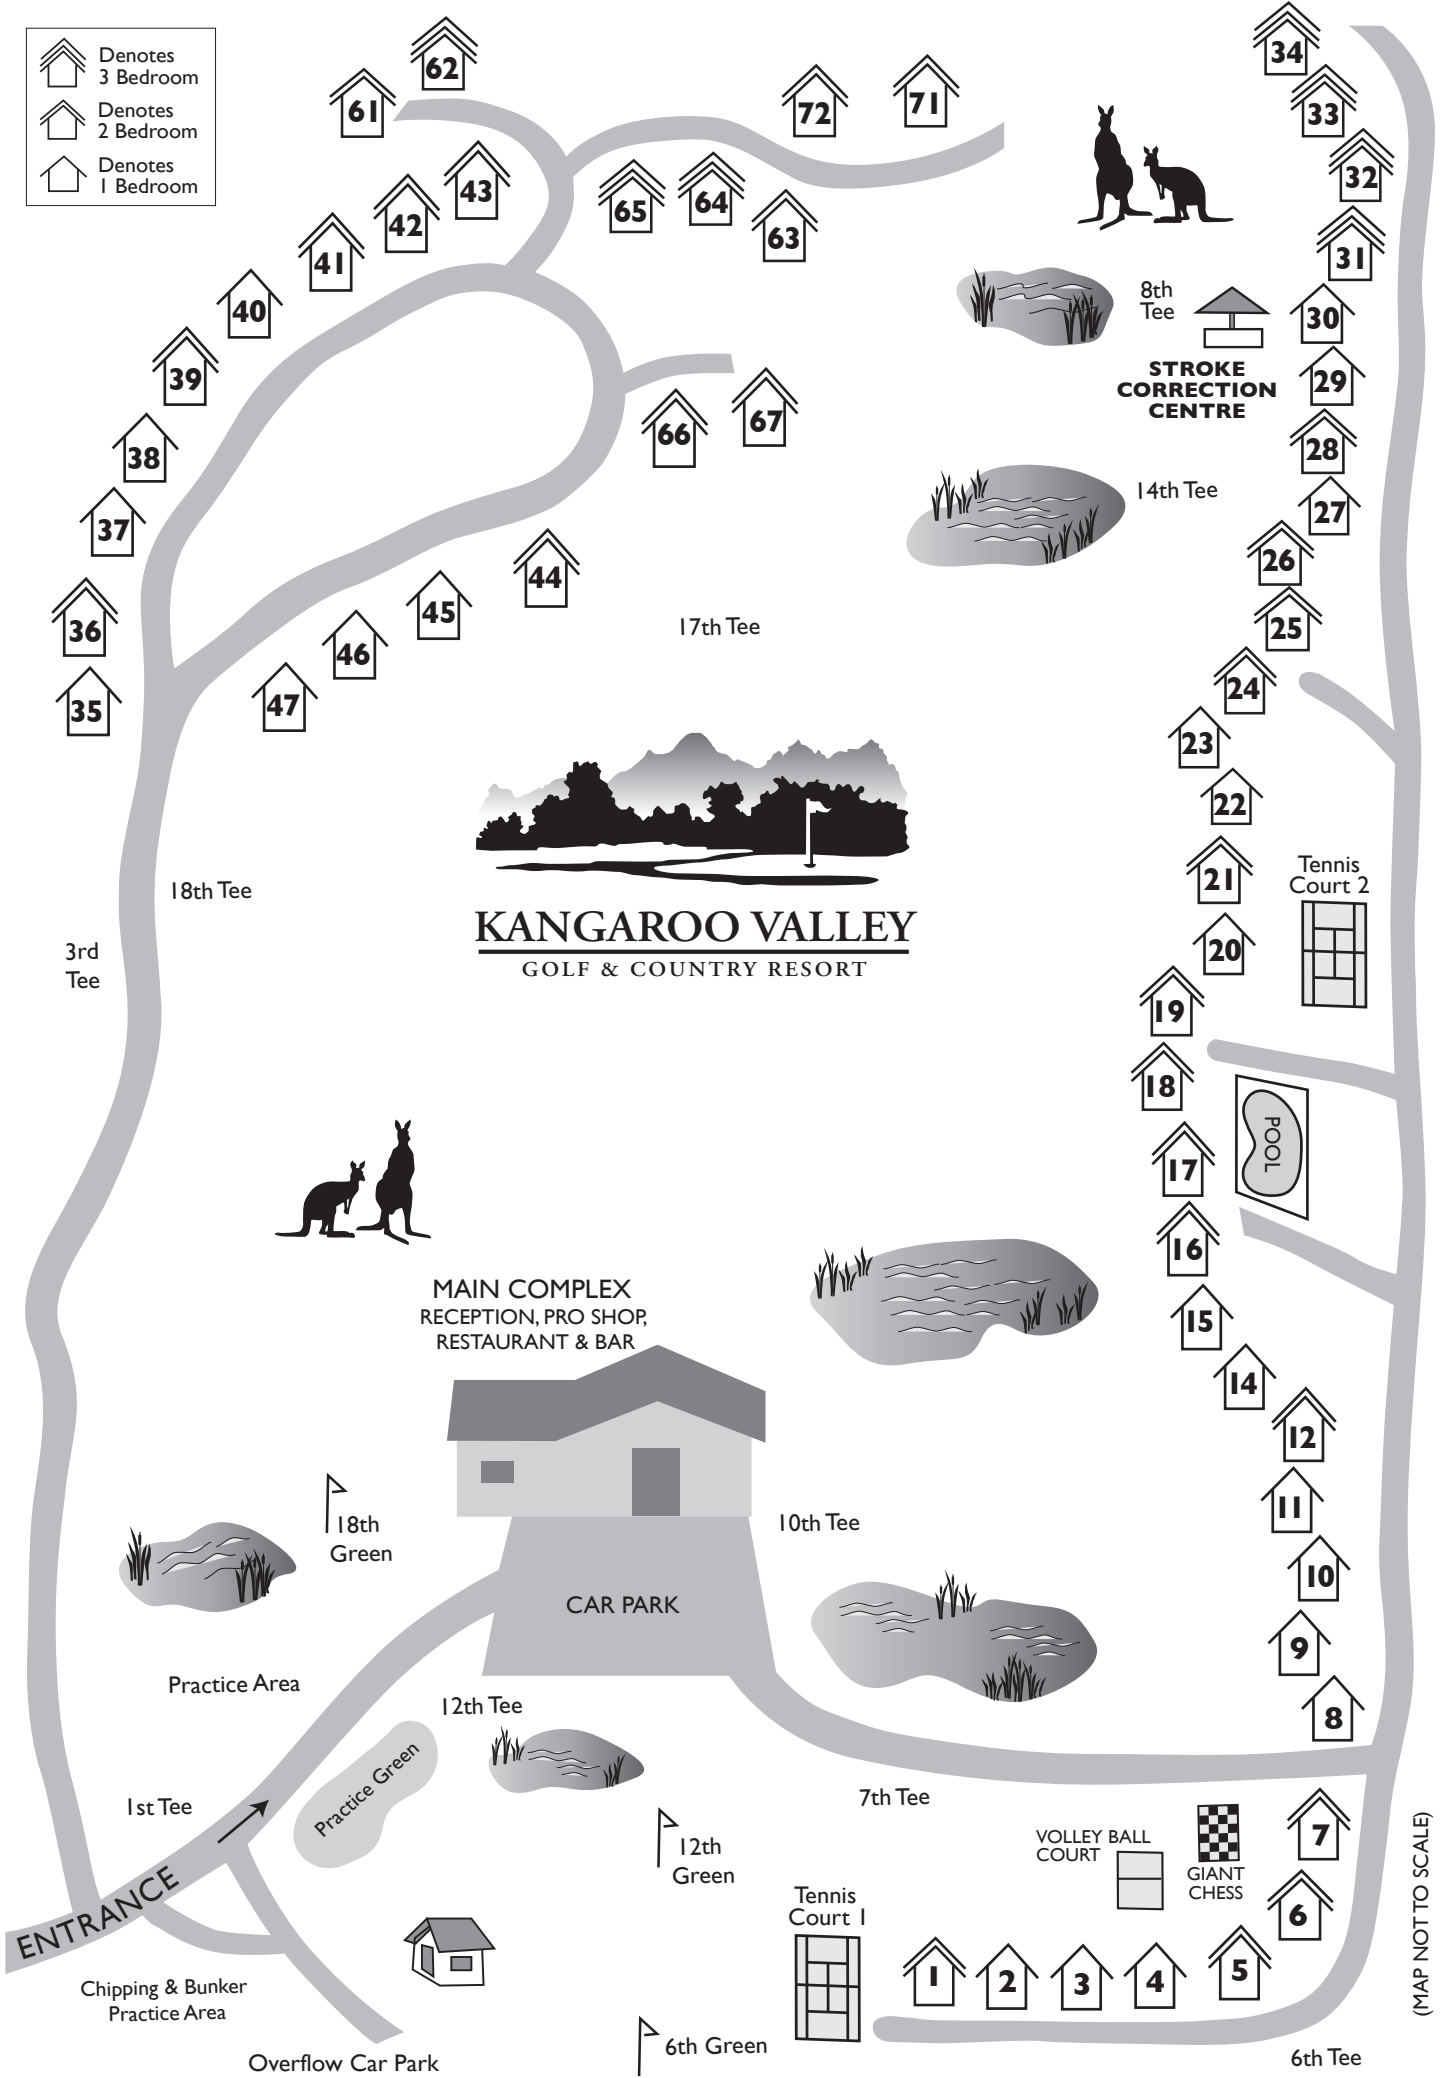 Denotes
3 Bedroom
Denotes
2 Bedroom
Denotes
1 Bedroom
62
61
72
71
34
33
32
31
43
42
41
40
39
38
37
36
35
65
64
63
66
67
44
45
46
47
8th
Tee
STROKE
CORRECTION
CENTRE
30
29
28
27
26
25
24
23
22
21
20
19
18
17
16
15
14
12
11
10
9
8
14th Tee
17th Tee
KANGAROO VALLEY
GOLF & COUNTRY RESORT
18th Tee
3rd
Tee
Tennis
Court 2
POOL
MAIN COMPLEX
RECEPTION, PRO SHOP,
RESTAURANT & BAR
18th
Green
10th Tee
CAR PARK
Practice Area
12th Tee
Practice Green
1st Tee
7th Tee
12th
Green
ENTRANCE
VOLLEY BALL
COURT
GIANT
CHESS
7
6
5
4
3
2
1
Tennis
Court 1
Chipping & Bunker
Practice Area
Overflow Car Park
6th Green
6th Tee
(MAP NOT TO SCALE)